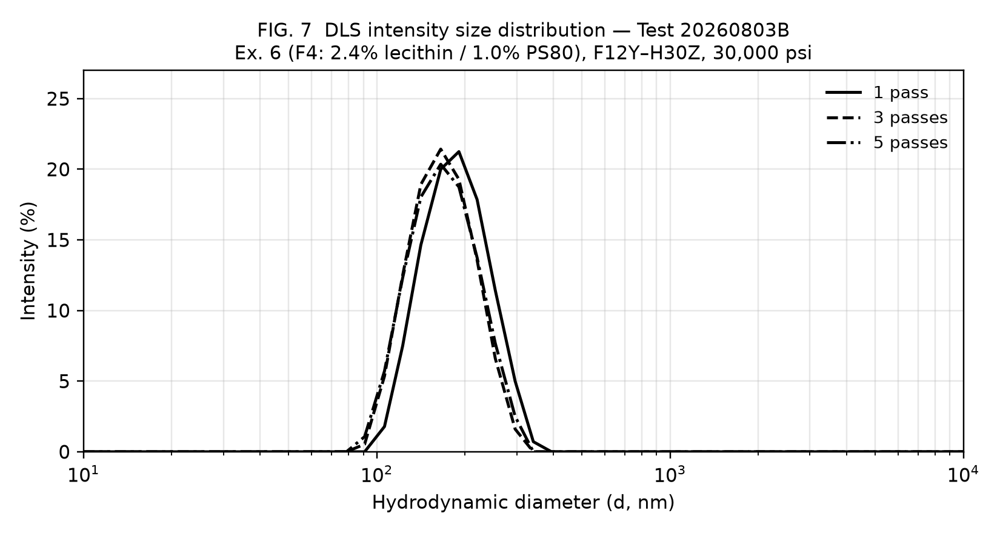 FIG. 7  DLS intensity size distribution — Test 20260803B
Ex. 6 (F4: 2.4% lecithin / 1.0% PS80), F12Y–H30Z, 30,000 psi
1 pass
3 passes
5 passes
Intensity (%)
25
20
15
10
5
0
10¹ 10² 10³ 10⁴
Hydrodynamic diameter (d, nm)